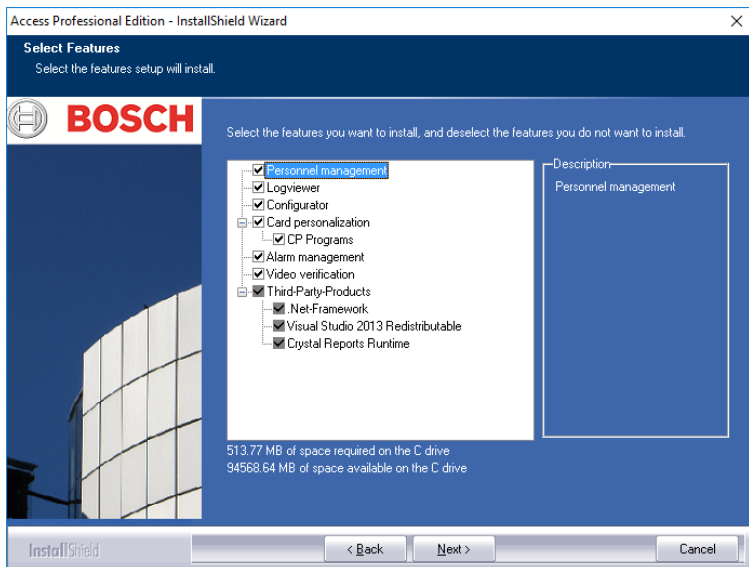 Access Professional Edition - InstallShield Wizard
Select Features
Select the features setup will install.
BOSCH
Select the features you want to install, and deselect the features you do not want to install.
Personnel management
Logviewer
Configurator
Card personalization
CP Programs
Alarm management
Video verification
Third-Party-Products
.Net-Framework
Visual Studio 2013 Redistributable
Crystal Reports Runtime
Description
Personnel management
513.77 MB of space required on the C drive
94568.64 MB of space available on the C drive
InstallShield
< Back
Next >
Cancel